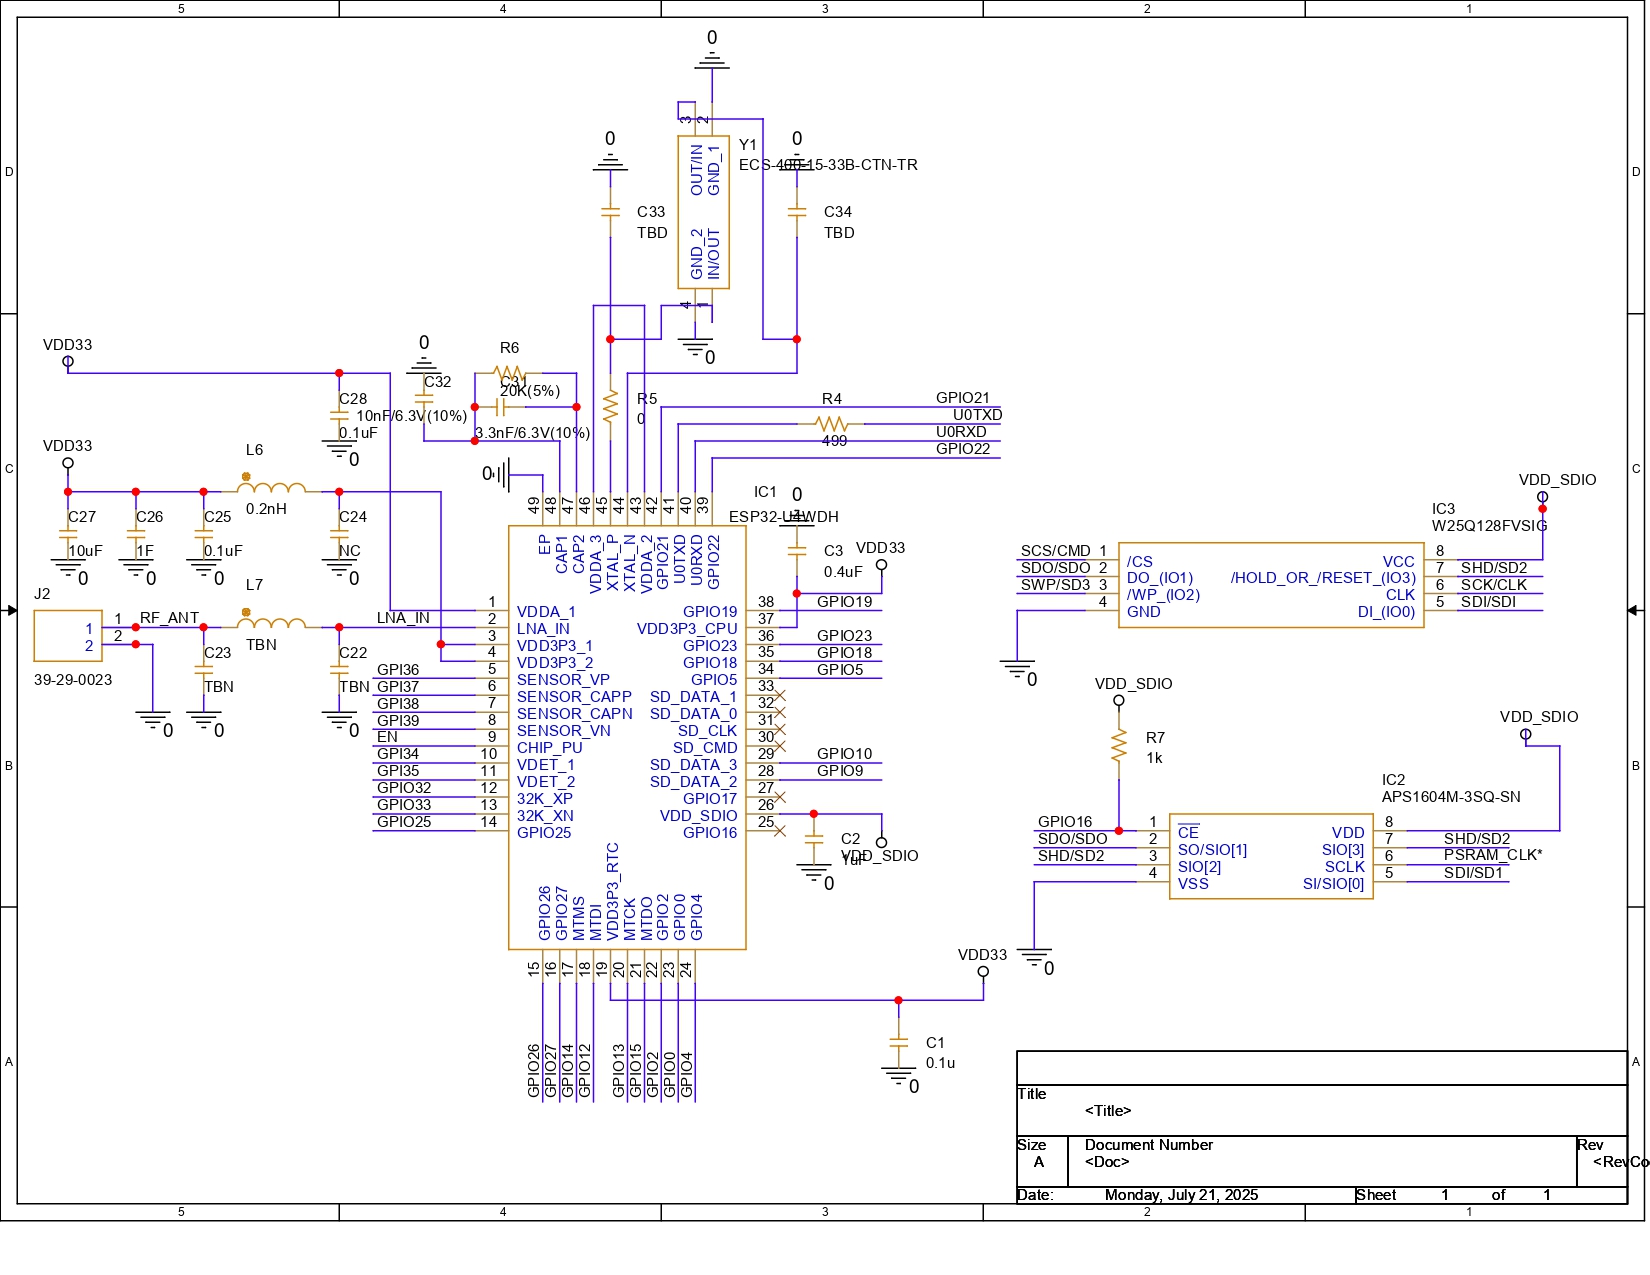 5 4 3 2 1
D D
C C
B B
A A
0
3 2
OUT/IN
GND_1
GND_2
IN/OUT
4 1
Y1
ECS-400-15-33B-CTN-TR
0
C33
TBD
0
C34
TBD
0
VDD33
C28
0.1uF
0
0
C32
10nF/6.3V(10%)
R6
20K(5%)
C31
3.3nF/6.3V(10%)
R5
0
R4
499
GPIO21
U0TXD
U0RXD
GPIO22
0
VDD33
L6
0.2nH
C27
10uF
0
C26
1F
0
C25
0.1uF
0
C24
NC
0
J2
1
2
1
2
39-29-0023
RF_ANT
L7
TBN
LNA_IN
0
C23
TBN
0
C22
TBN
0
IC1
ESP32-U4WDH
49 48 47 46 45 44 43 42 41 40 39
EP
CAP1
CAP2
VDDA_3
XTAL_P
XTAL_N
VDDA_2
GPIO21
U0TXD
U0RXD
GPIO22
1 VDDA_1
2 LNA_IN
3 VDD3P3_1
4 VDD3P3_2
GPI36 5 SENSOR_VP
GPI37 6 SENSOR_CAPP
GPI38 7 SENSOR_CAPN
GPI39 8 SENSOR_VN
EN 9 CHIP_PU
GPI34 10 VDET_1
GPI35 11 VDET_2
GPIO32 12 32K_XP
GPIO33 13 32K_XN
GPIO25 14 GPIO25
GPIO19 38 GPIO19
VDD3P3_CPU 37
GPIO23 36 GPIO23
GPIO18 35 GPIO18
GPIO5 34 GPIO5
SD_DATA_1 33
SD_DATA_0 32
SD_CLK 31
SD_CMD 30
SD_DATA_3 29 GPIO10
SD_DATA_2 28 GPIO9
GPIO17 27
VDD_SDIO 26
GPIO16 25
GPIO26
GPIO27
MTMS
MTDI
VDD3P3_RTC
MTCK
MTDO
GPIO2
GPIO0
GPIO4
15 16 17 18 19 20 21 22 23 24
GPIO26
GPIO27
GPIO14
GPIO12
GPIO13
GPIO15
GPIO2
GPIO0
GPIO4
0
C3
0.4uF
VDD33
C2
1uF
VDD_SDIO
0
VDD33
C1
0.1u
0
VDD_SDIO
IC3
W25Q128FVSIG
SCS/CMD 1 /CS
SDO/SDO 2 DO_(IO1)
SWP/SD3 3 /WP_(IO2)
4 GND
VCC 8
/HOLD_OR_/RESET_(IO3) 7 SHD/SD2
CLK 6 SCK/CLK
DI_(IO0) 5 SDI/SDI
0
VDD_SDIO
R7
1k
VDD_SDIO
IC2
APS1604M-3SQ-SN
GPIO16 1 CE
SDO/SDO 2 SO/SIO[1]
SHD/SD2 3 SIO[2]
4 VSS
VDD 8
SIO[3] 7 SHD/SD2
SCLK 6 PSRAM_CLK*
SI/SIO[0] 5 SDI/SD1
0
Title
<Title>
Size
A
Document Number
<Doc>
Rev
<RevCo
Date: Monday, July 21, 2025 Sheet 1 of 1
5 4 3 2 1